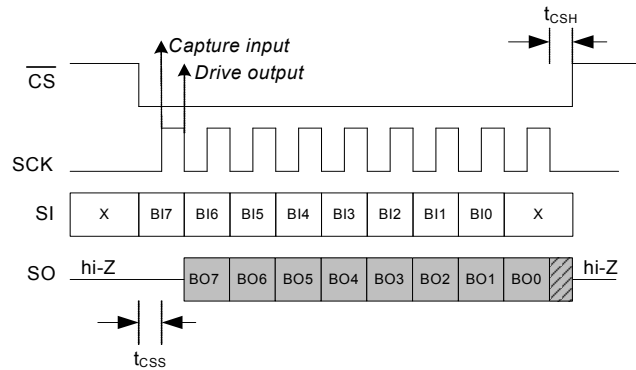 tCSH
Capture input
Drive output
CS
SCK
SI X BI7 BI6 BI5 BI4 BI3 BI2 BI1 BI0 X
SO hi-Z BO7 BO6 BO5 BO4 BO3 BO2 BO1 BO0 hi-Z
tCSS